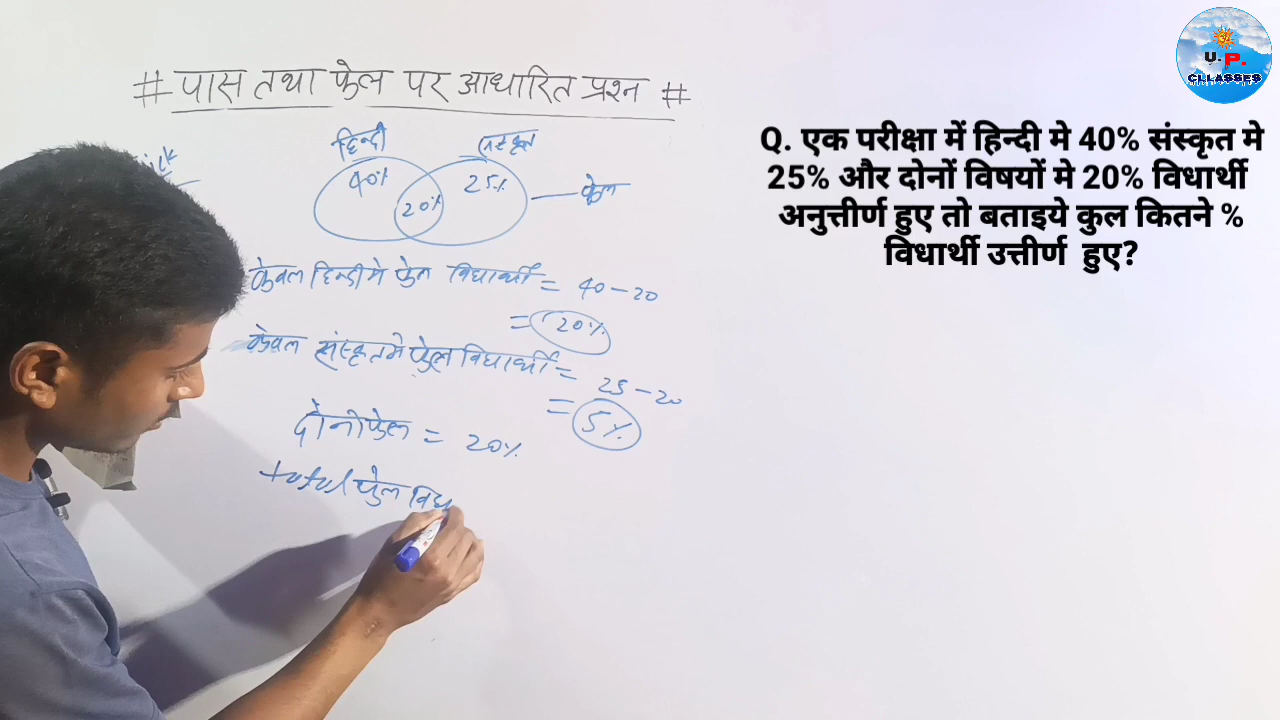 # पास तथा फेल पर आधारित प्रश्न #
हिन्दी
40%
20%
25%
फेल
केवल हिन्दी मे फेल विद्यार्थी = 40 - 20
= 20%
केवल संस्कृत मे फेल विद्यार्थी = 25 - 20
= 5%
दोनो फेल = 20%
total फेल
U.P.
CLLASSES
Q. एक परीक्षा में हिन्दी मे 40% संस्कृत मे
25% और दोनों विषयों मे 20% विधार्थी
अनुत्तीर्ण हुए तो बताइये कुल कितने %
विधार्थी उत्तीर्ण हुए?